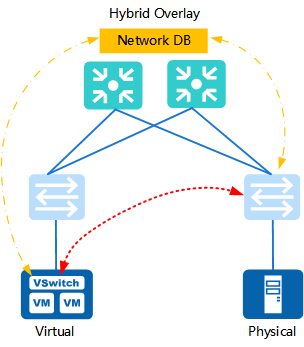 Hybrid Overlay
Network DB
VSwitch
VM VM
Virtual Physical